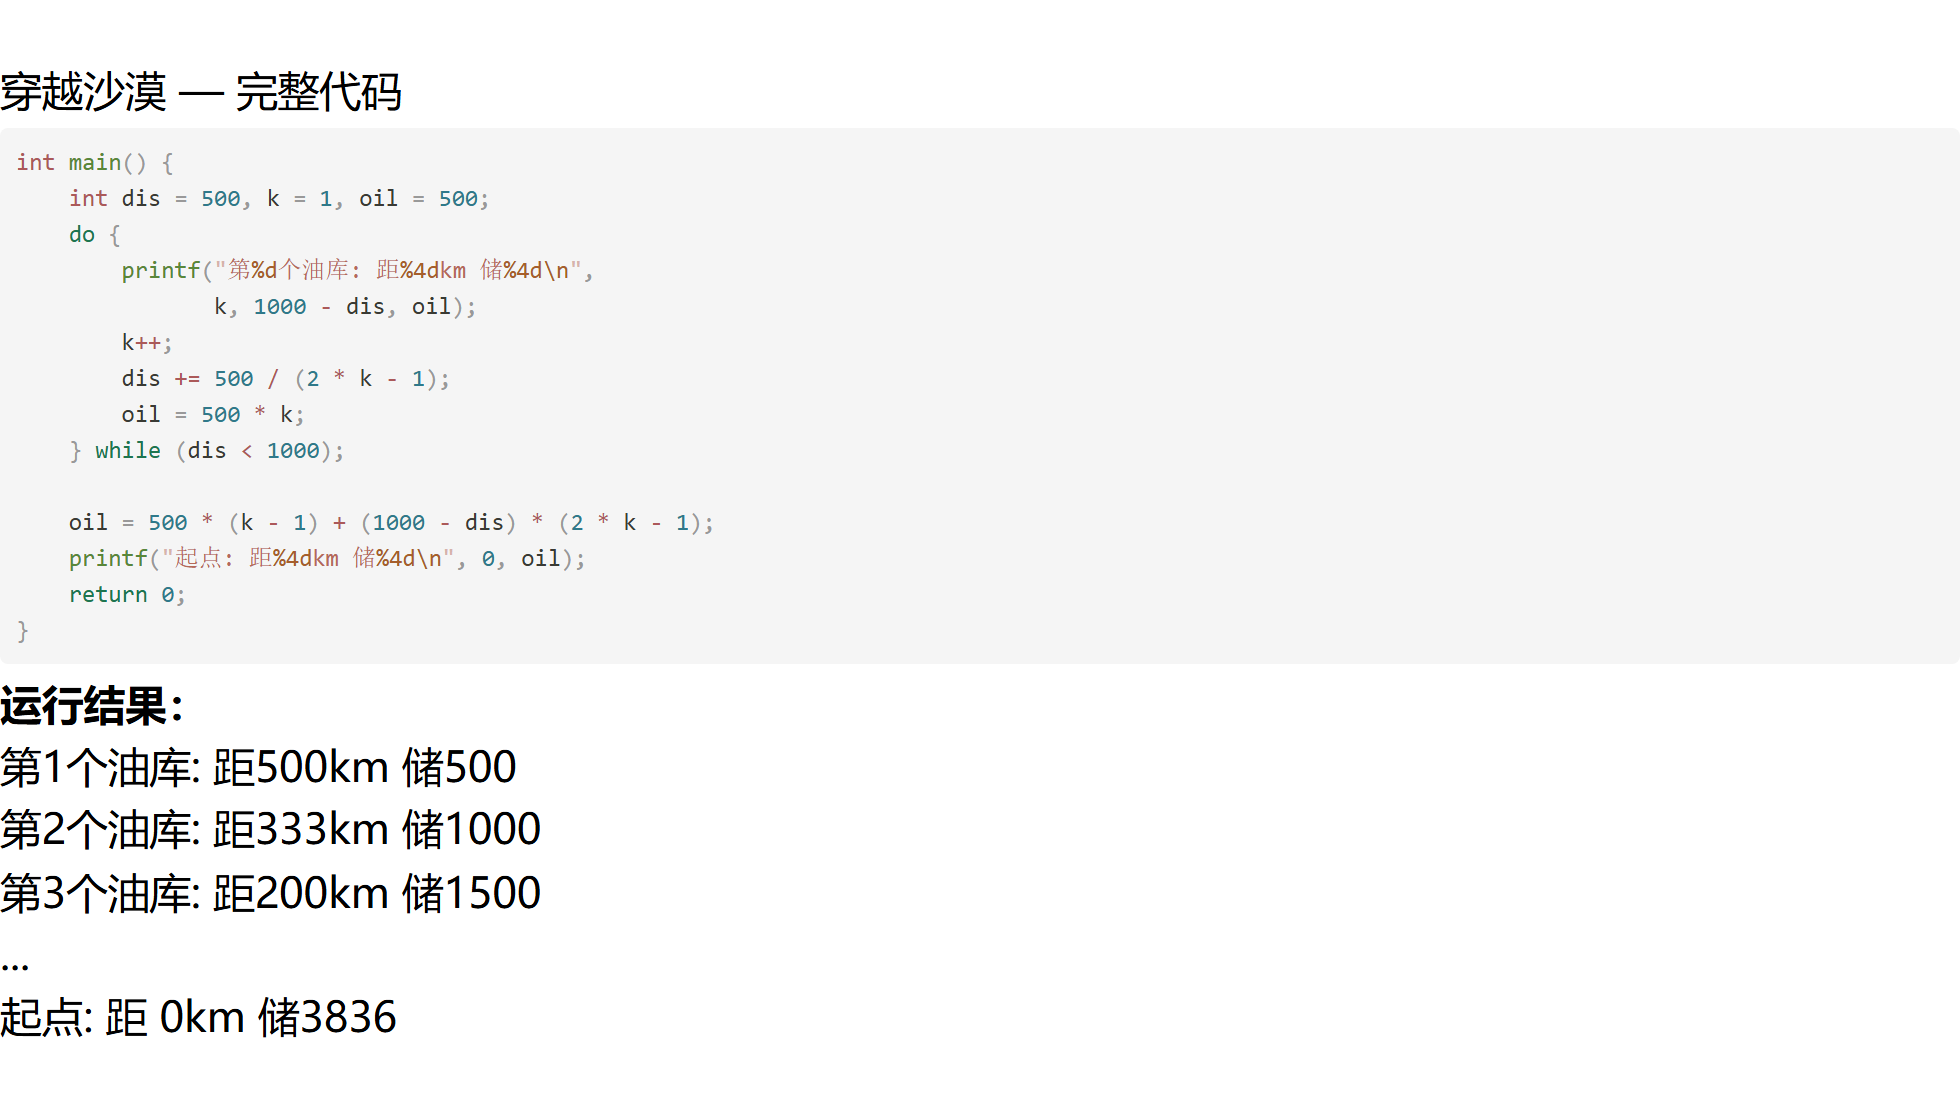 穿越沙漠 — 完整代码
int main() {
    int dis = 500, k = 1, oil = 500;
    do {
        printf("第%d个油库: 距%4dkm 储%4d\n",
               k, 1000 - dis, oil);
        k++;
        dis += 500 / (2 * k - 1);
        oil = 500 * k;
    } while (dis < 1000);
    oil = 500 * (k - 1) + (1000 - dis) * (2 * k - 1);
    printf("起点: 距%4dkm 储%4d\n", 0, oil);
    return 0;
}
运行结果：
第1个油库: 距500km 储500
第2个油库: 距333km 储1000
第3个油库: 距200km 储1500
...
起点: 距 0km 储3836